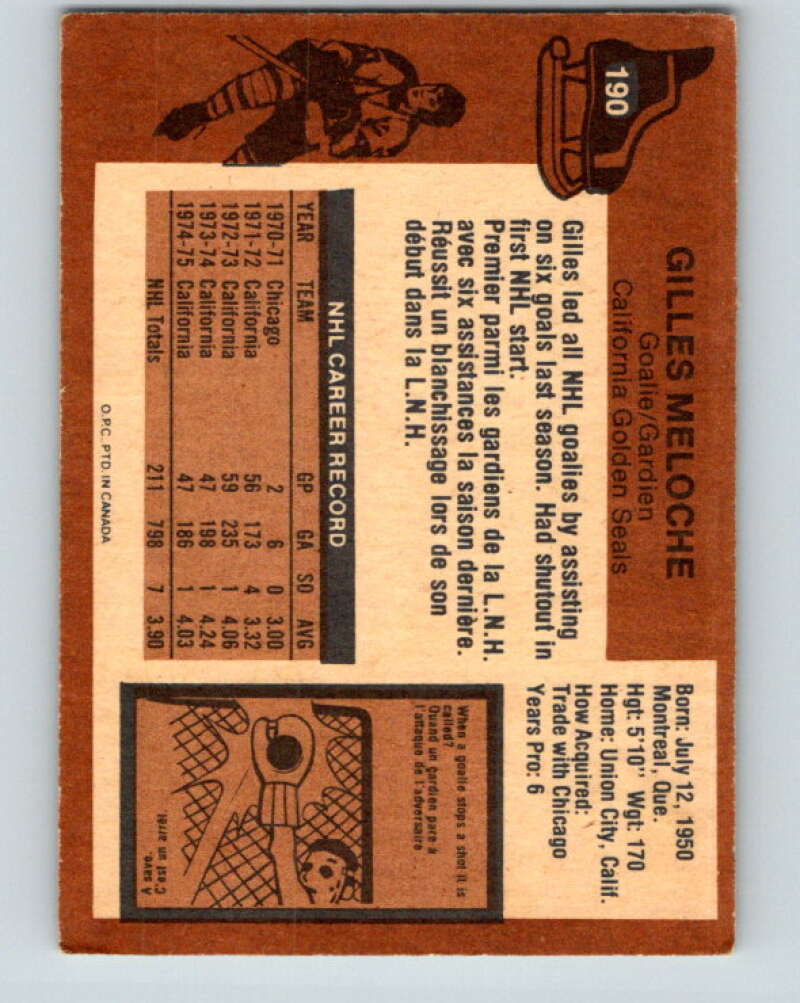 190
GILLES MELOCHE
Goalie/Gardien
California Golden Seals
Born: July 12, 1950
Montreal, Que.
Hgt: 5'10" Wgt: 170
Home: Union City, Calif.
How Acquired:
Trade with Chicago
Years Pro: 6
Gilles led all NHL goalies by assisting
on six goals last season. Had shutout in
first NHL start.
Premier parmi les gardiens de la L.N.H.
avec six assistances la saison dernière.
Réussit un blanchissage lors de son
début dans la L.N.H.
NHL CAREER RECORD
YEAR TEAM GP GA SO AVG
1970-71 Chicago 2 6 0 3.00
1971-72 California 56 173 4 3.32
1972-73 California 59 235 1 4.06
1973-74 California 47 198 1 4.24
1974-75 California 47 186 1 4.03
NHL Totals 211 798 7 3.90
When a goalie stops a shot it is
called?
Quand un gardien pare à
l'attaque de l'adversaire
A save.
C'est un arrêt.
O.P.C. PTD. IN CANADA